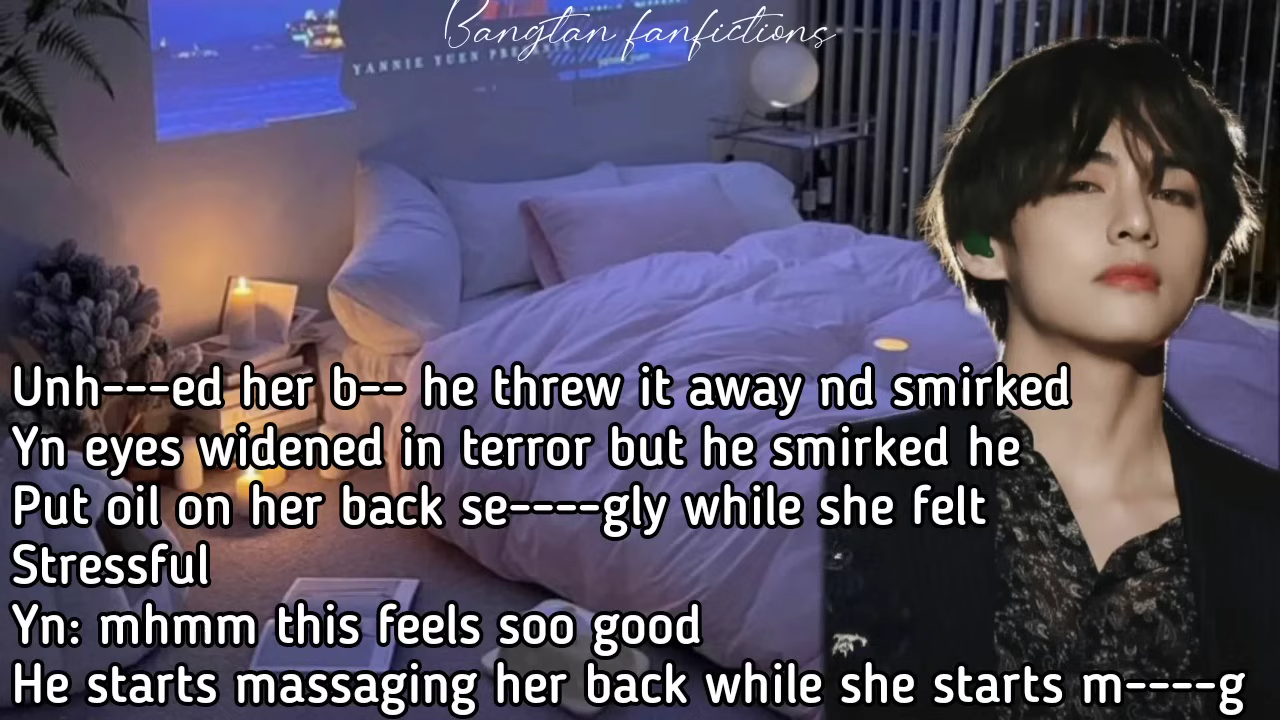 Bangtan fanfictions
YANNIE YUEN PRESENTS
Unh---ed her b-- he threw it away nd smirked
Yn eyes widened in terror but he smirked he
Put oil on her back se----gly while she felt
Stressful
Yn: mhmm this feels soo good
He starts massaging her back while she starts m----g